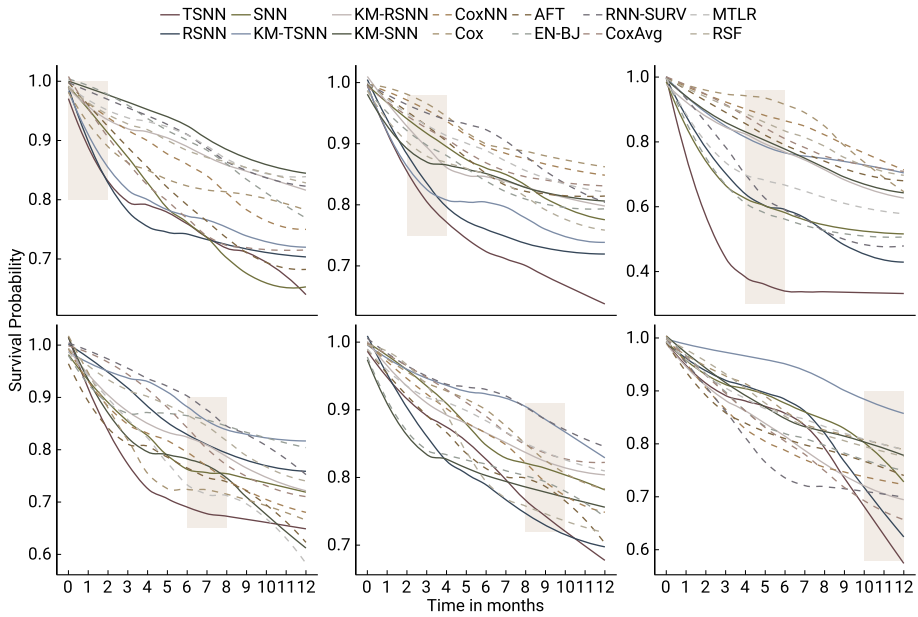 TSNN SNN KM-RSNN CoxNN AFT RNN-SURV MTLR
RSNN KM-TSNN KM-SNN Cox EN-BJ CoxAvg RSF
1.0 1.0 1.0
0.9 0.9 0.8
0.8 0.8 0.6
0.7 0.7 0.4
Survival Probability
1.0 1.0 1.0
0.9 0.9 0.9
0.8 0.8 0.8
0.7 0.7 0.7
0.6 0.6
0 1 2 3 4 5 6 7 8 9 10 11 12 0 1 2 3 4 5 6 7 8 9 10 11 12 0 1 2 3 4 5 6 7 8 9 10 11 12
Time in months